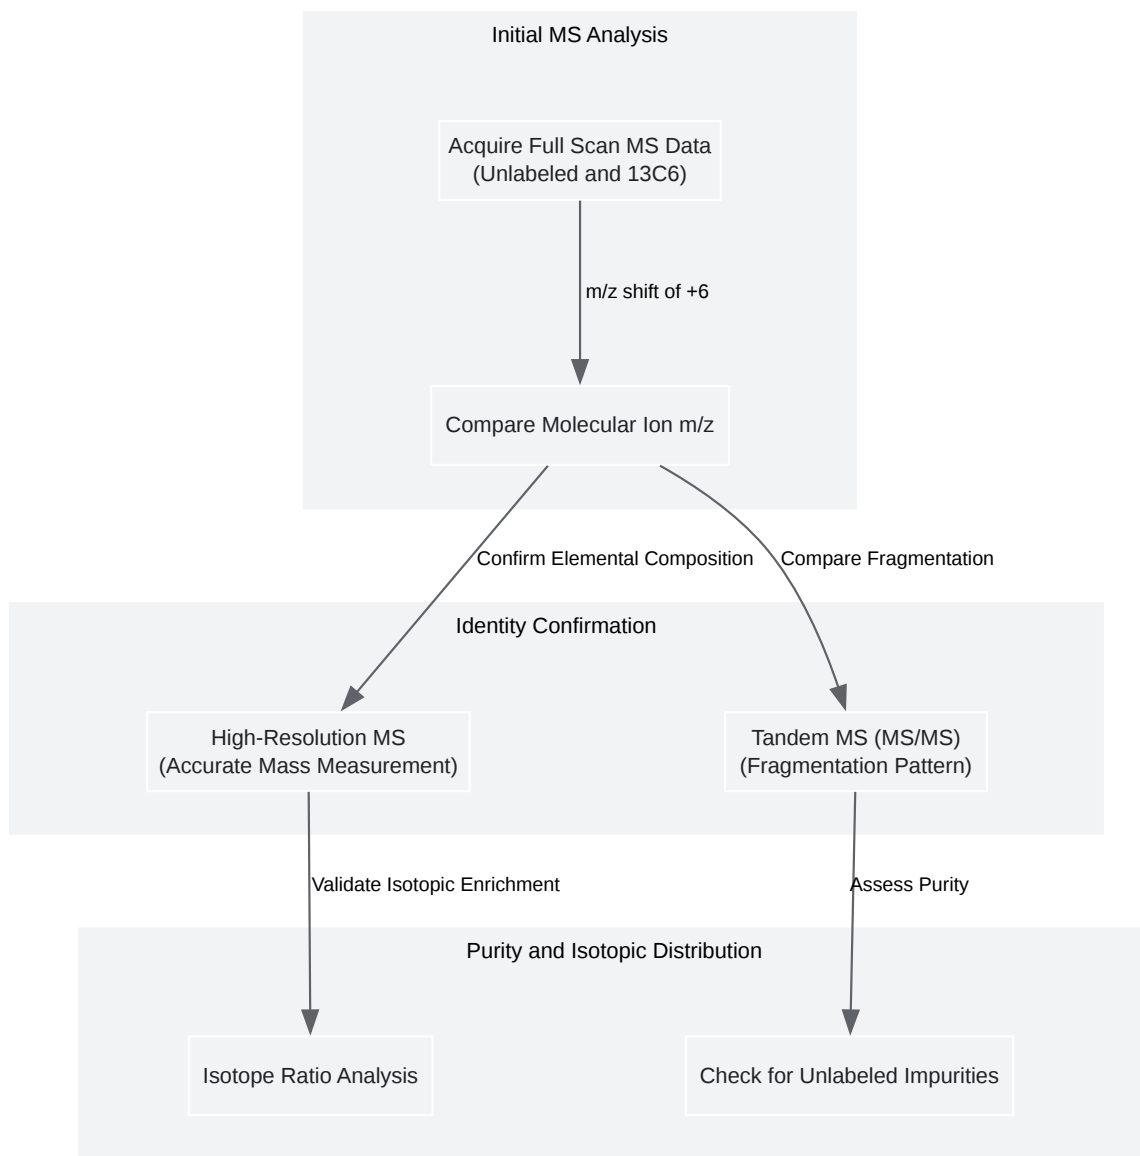 Initial MS Analysis
Acquire Full Scan MS Data
(Unlabeled and 13C6)
m/z shift of +6
Compare Molecular Ion m/z
Confirm Elemental Composition
Compare Fragmentation
Identity Confirmation
High-Resolution MS
(Accurate Mass Measurement)
Tandem MS (MS/MS)
(Fragmentation Pattern)
Validate Isotopic Enrichment
Assess Purity
Purity and Isotopic Distribution
Isotope Ratio Analysis
Check for Unlabeled Impurities